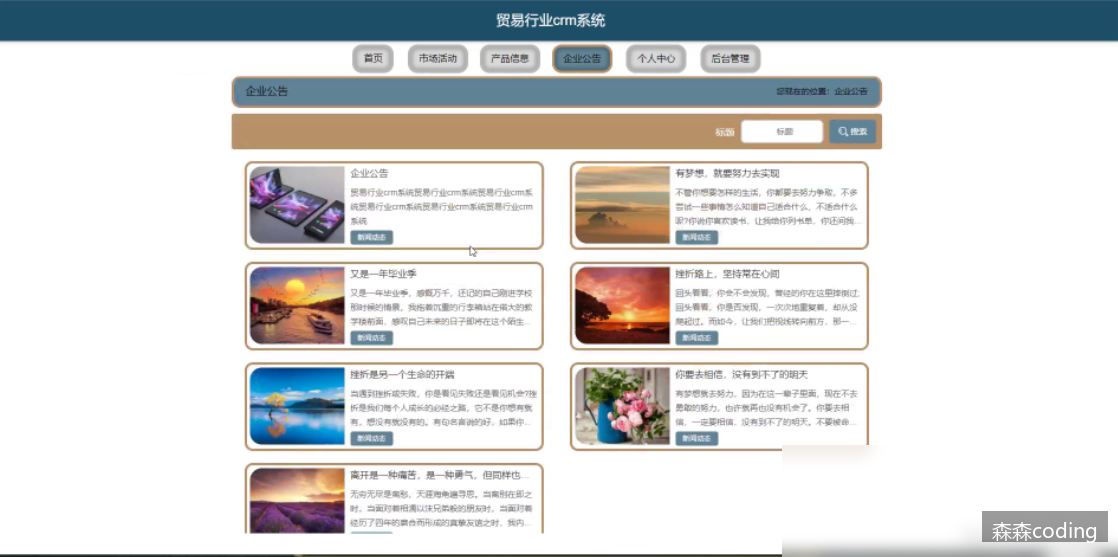 贸易行业crm系统
首页 市场活动 产品信息 企业公告 个人中心 后台管理
企业公告 您现在的位置：企业公告
标题 标题 搜索
企业公告
贸易行业crm系统贸易行业crm系统贸易行业crm系
统贸易行业crm系统贸易行业crm系统贸易行业crm
系统
新闻动态
有梦想，就要努力去实现
不管你想要怎样的生活，你都要去努力争取，不多
尝试一些事情怎么知道自己适合什么、不适合什么
呢?你说你喜欢读书，让我给你列书单，你还问我...
新闻动态
又是一年毕业季
又是一年毕业季，感慨万千，还记的自己刚进学校
那时候的情景，我拖着沉重的行李箱站在偌大的教
学楼前面，感叹自己未来的日子即将在这个陌生...
新闻动态
挫折路上，坚持常在心间
回头看看，你会不会发现，曾经的你在这里摔倒过;
回头看看，你是否发现，一次次地重复着，却从没
爬起过。而如今，让我们把视线转向前方，那一...
新闻动态
挫折是另一个生命的开端
当遇到挫折或失败，你是看见失败还是看见机会?挫
折是我们每个人成长的必经之路，它不是你想有就
有，想没有就没有的。有句名言说的好，如果你...
新闻动态
你要去相信，没有到不了的明天
有梦想就去努力，因为在这一辈子里面，现在不去
勇敢的努力，也许就再也没有机会了。你要去相
信，一定要相信，没有到不了的明天。不要被命...
新闻动态
离开是一种痛苦，是一种勇气，但同样也...
无穷无尽是离愁，天涯海角遍寻思。当离别在即之
时，当面对着相濡以沫兄弟般的朋友时，当面对着
经历了四年的磨合而形成的真挚友谊之时，我内...
森森coding